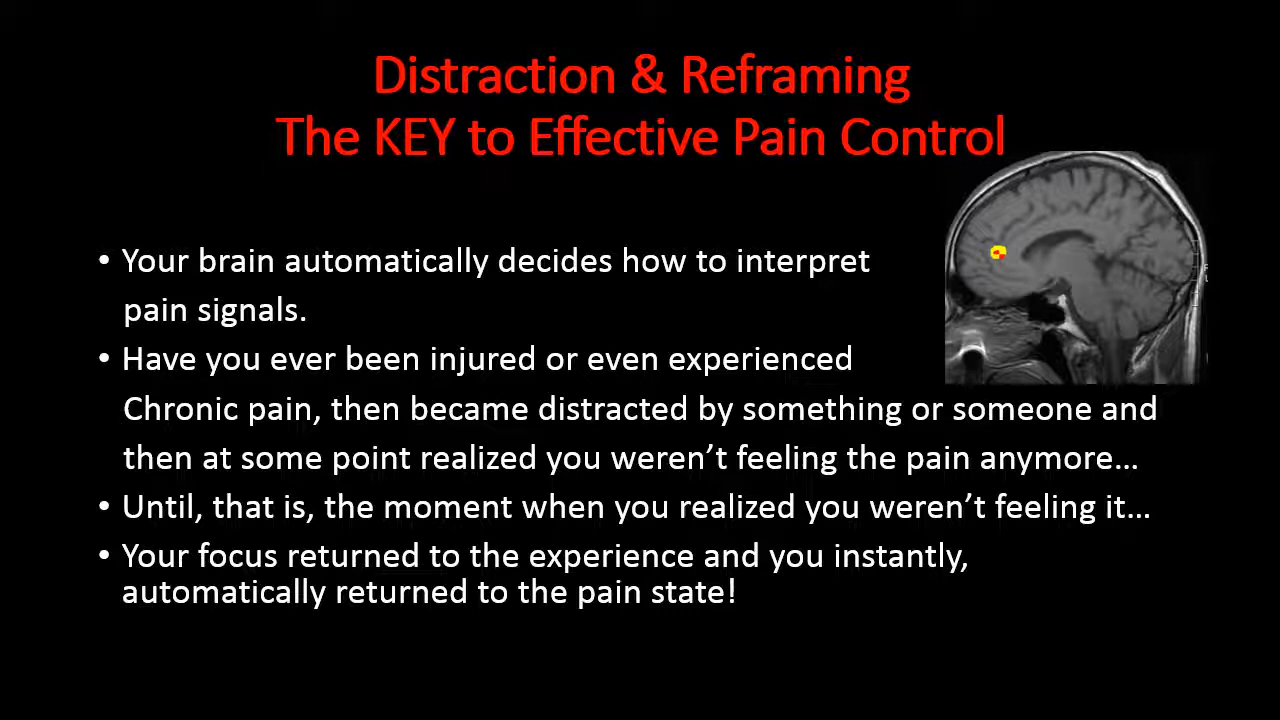 Distraction & Reframing
The KEY to Effective Pain Control
• Your brain automatically decides how to interpret
pain signals.
• Have you ever been injured or even experienced
Chronic pain, then became distracted by something or someone and
then at some point realized you weren’t feeling the pain anymore…
• Until, that is, the moment when you realized you weren’t feeling it…
• Your focus returned to the experience and you instantly,
automatically returned to the pain state!